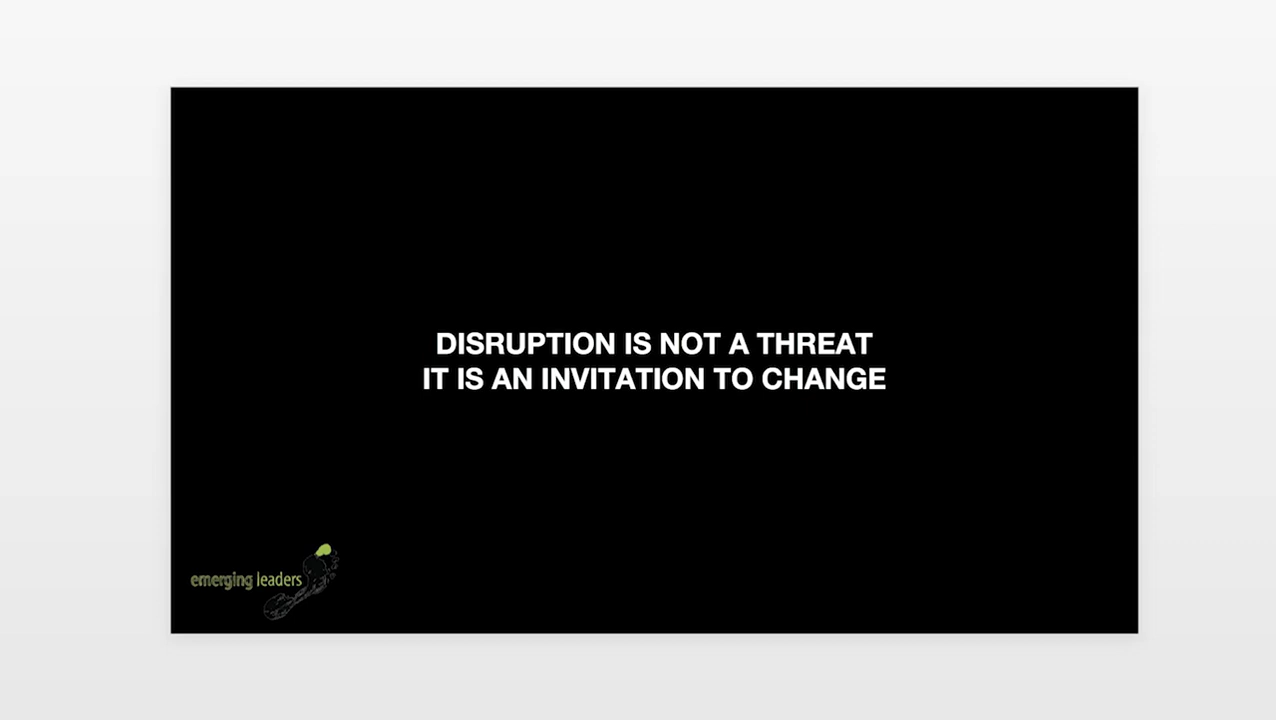 DISRUPTION IS NOT A THREAT
IT IS AN INVITATION TO CHANGE
emerging leaders